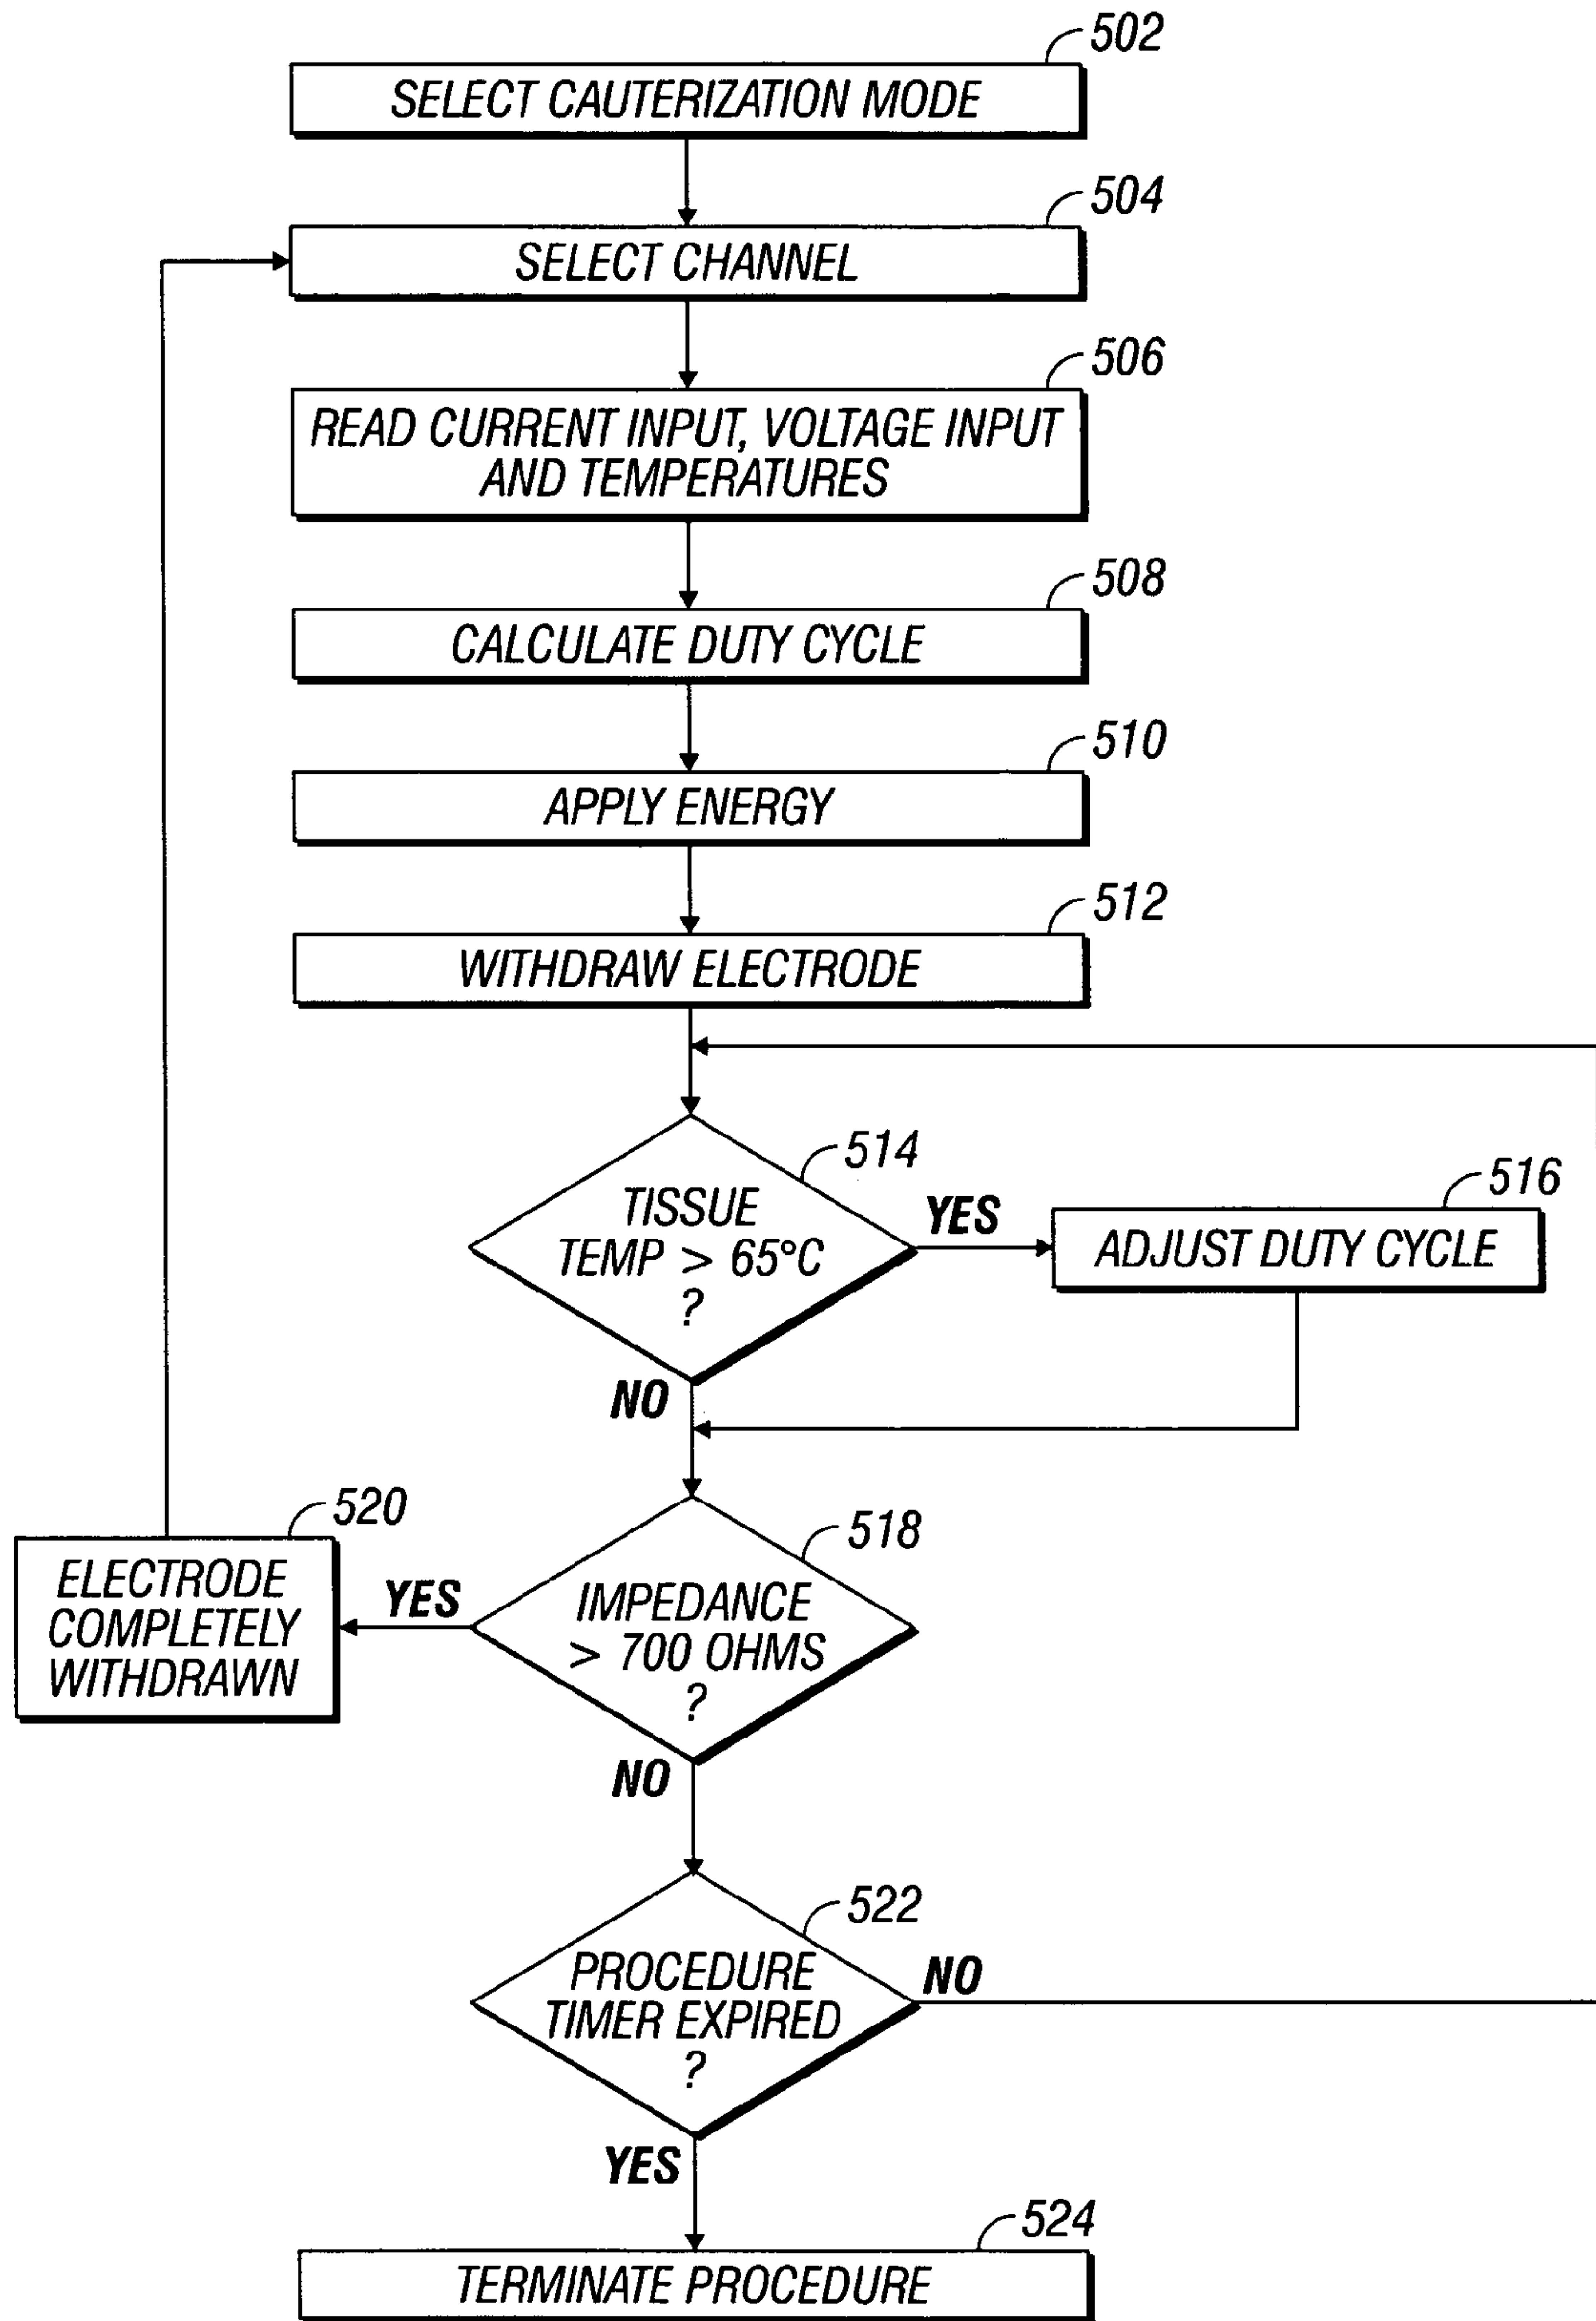 502
SELECT CAUTERIZATION MODE
504
SELECT CHANNEL
506
READ CURRENT INPUT, VOLTAGE INPUT
AND TEMPERATURES
508
CALCULATE DUTY CYCLE
510
APPLY ENERGY
512
WITHDRAW ELECTRODE
514
TISSUE
TEMP > 65°C
?
YES
516
ADJUST DUTY CYCLE
NO
518
IMPEDANCE
> 700 OHMS
?
YES
520
ELECTRODE
COMPLETELY
WITHDRAWN
NO
522
PROCEDURE
TIMER EXPIRED
?
NO
YES
524
TERMINATE PROCEDURE